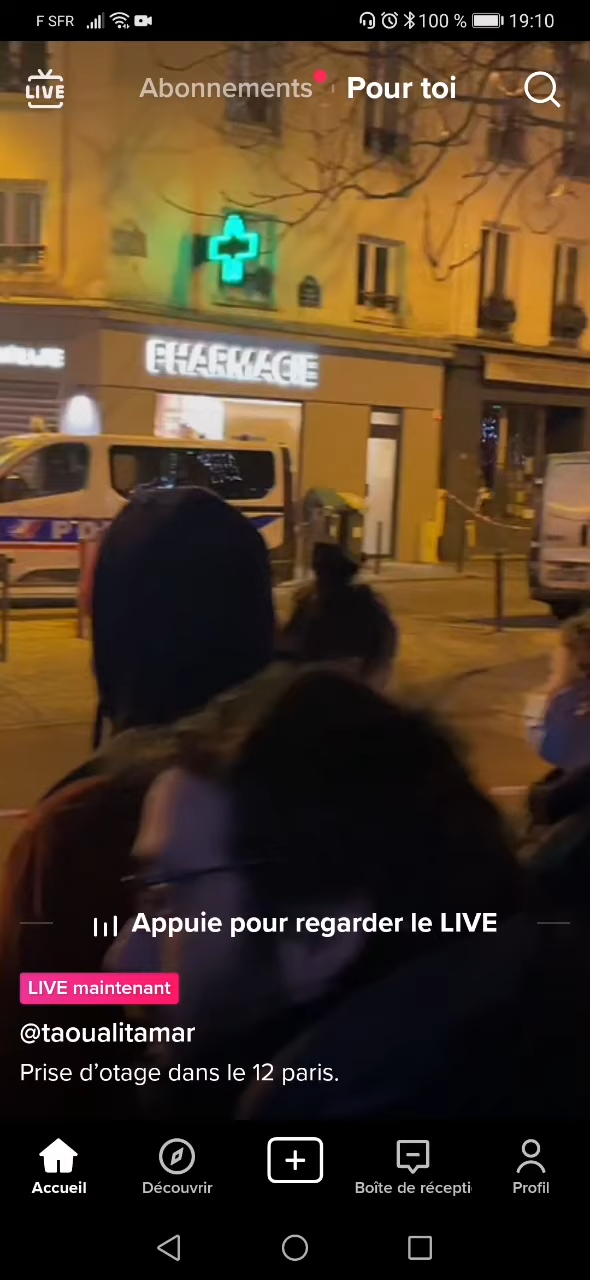 F SFR 100 % 19:10
LIVE Abonnements Pour toi
PHARMACIE
Appuie pour regarder le LIVE
LIVE maintenant
@taoualitamar
Prise d’otage dans le 12 paris.
Accueil Découvrir Boîte de récepti Profil